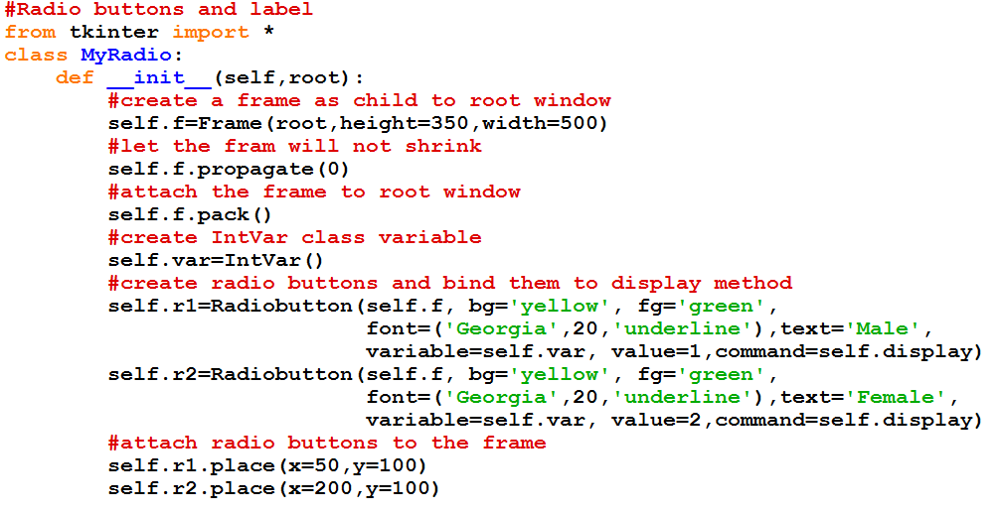 #Radio buttons and label
from tkinter import *
class MyRadio:
    def __init__(self,root):
        #create a frame as child to root window
        self.f=Frame(root,height=350,width=500)
        #let the fram will not shrink
        self.f.propagate(0)
        #attach the frame to root window
        self.f.pack()
        #create IntVar class variable
        self.var=IntVar()
        #create radio buttons and bind them to display method
        self.r1=Radiobutton(self.f, bg='yellow', fg='green',
                            font=('Georgia',20,'underline'),text='Male',
                            variable=self.var, value=1,command=self.display)
        self.r2=Radiobutton(self.f, bg='yellow', fg='green',
                            font=('Georgia',20,'underline'),text='Female',
                            variable=self.var, value=2,command=self.display)
        #attach radio buttons to the frame
        self.r1.place(x=50,y=100)
        self.r2.place(x=200,y=100)